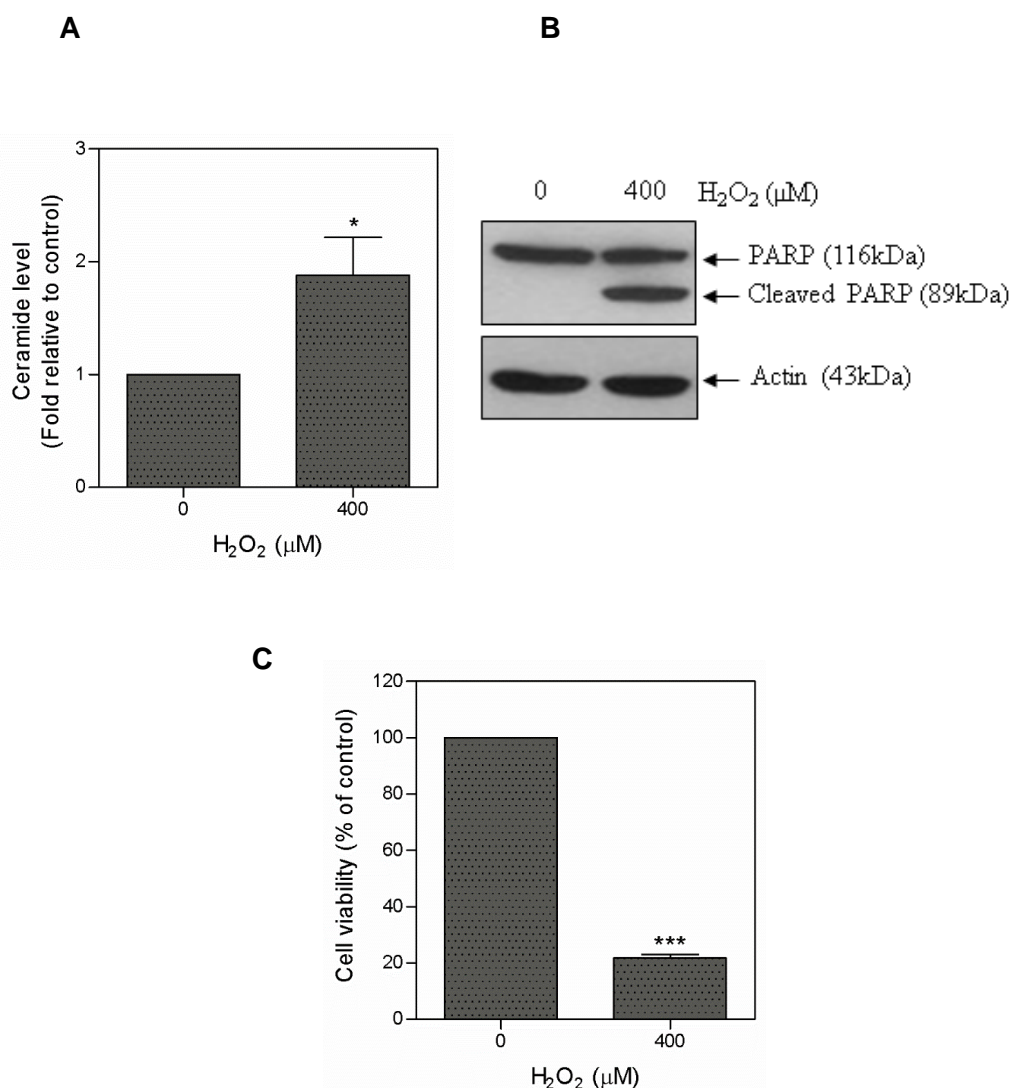 A
B
3
2
1
0
Ceramide level
(Fold relative to control)
*
0
400
H₂O₂ (μM)
0 400 H₂O₂ (μM)
PARP (116kDa)
Cleaved PARP (89kDa)
Actin (43kDa)
C
120
100
80
60
40
20
0
Cell viability (% of control)
***
0
400
H₂O₂ (μM)